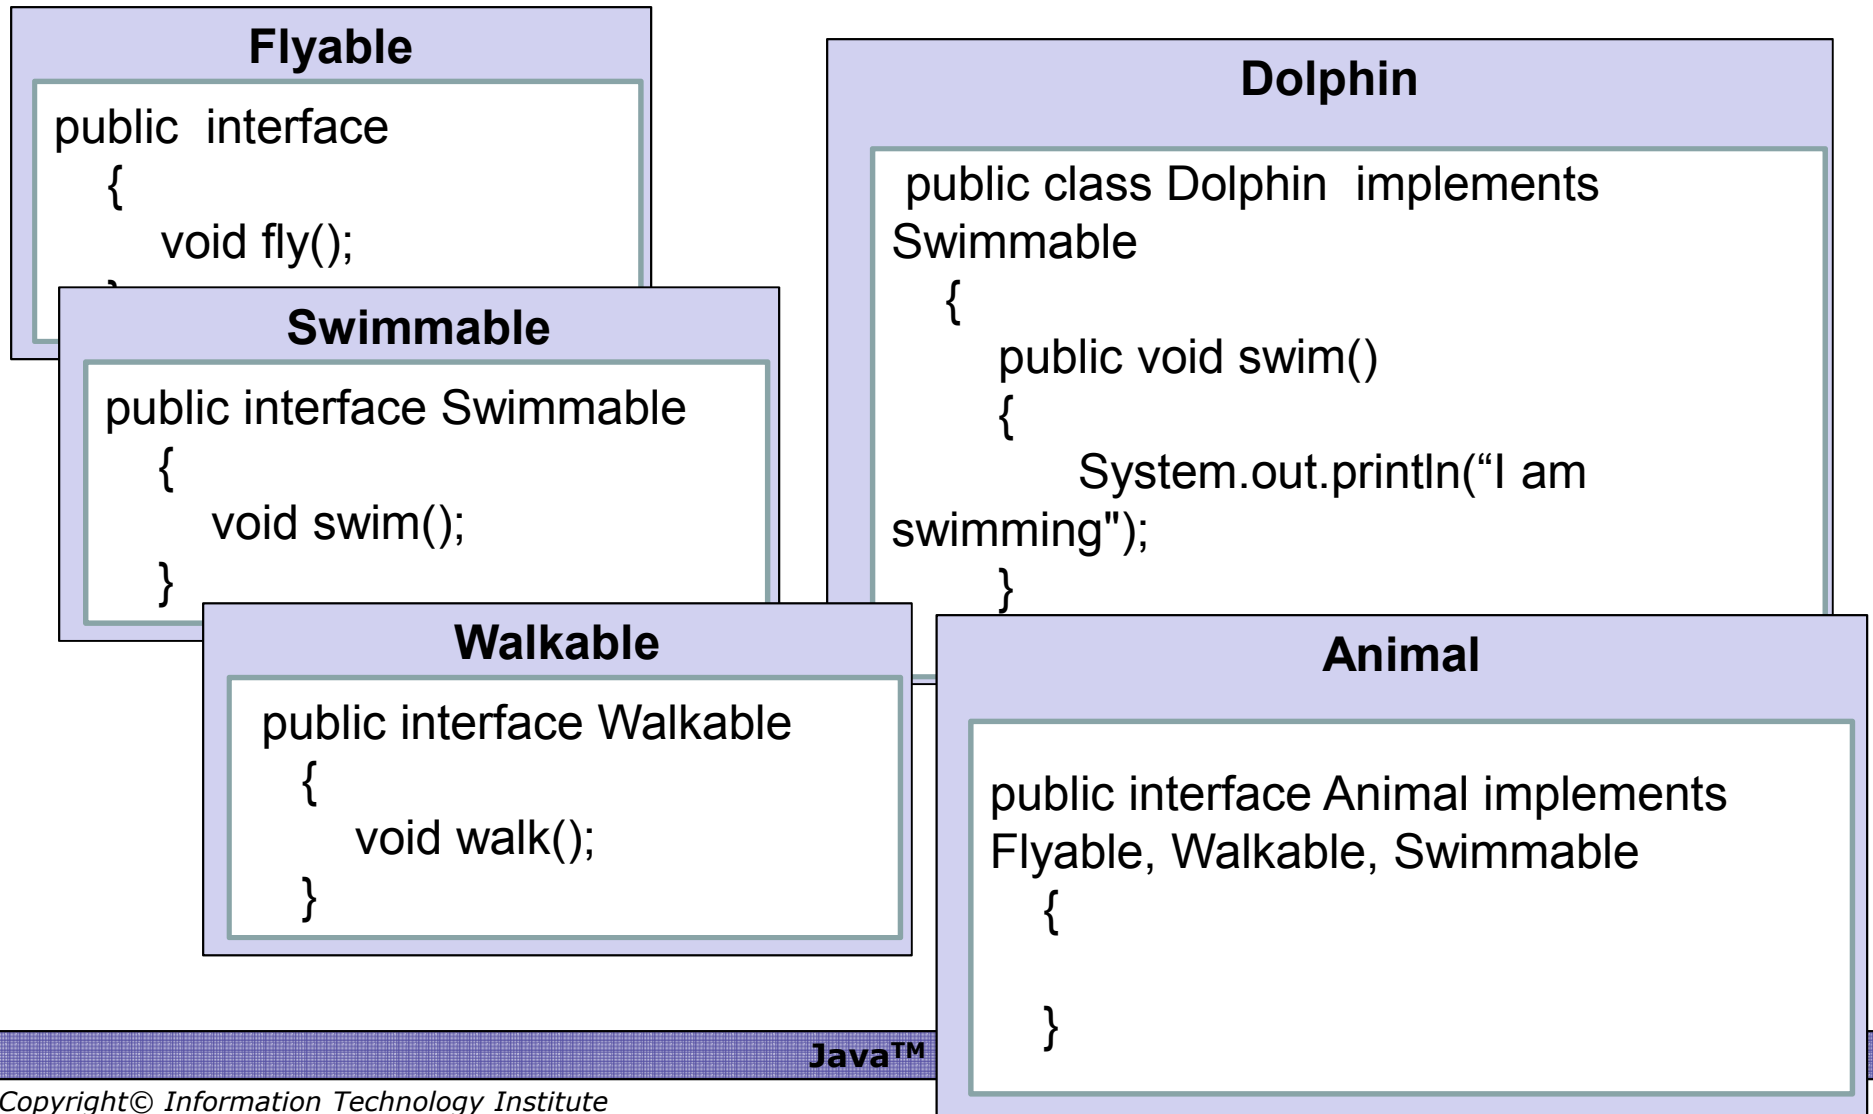 Flyable
public  interface
{
void fly();
}
Swimmable
public interface Swimmable
{
void swim();
}
Walkable
public interface Walkable
{
void walk();
}
Dolphin
public class Dolphin  implements
Swimmable
{
public void swim()
{
System.out.println(“I am
swimming");
}
Animal
public interface Animal implements
Flyable, Walkable, Swimmable
{
}
Java™
Copyright© Information Technology Institute